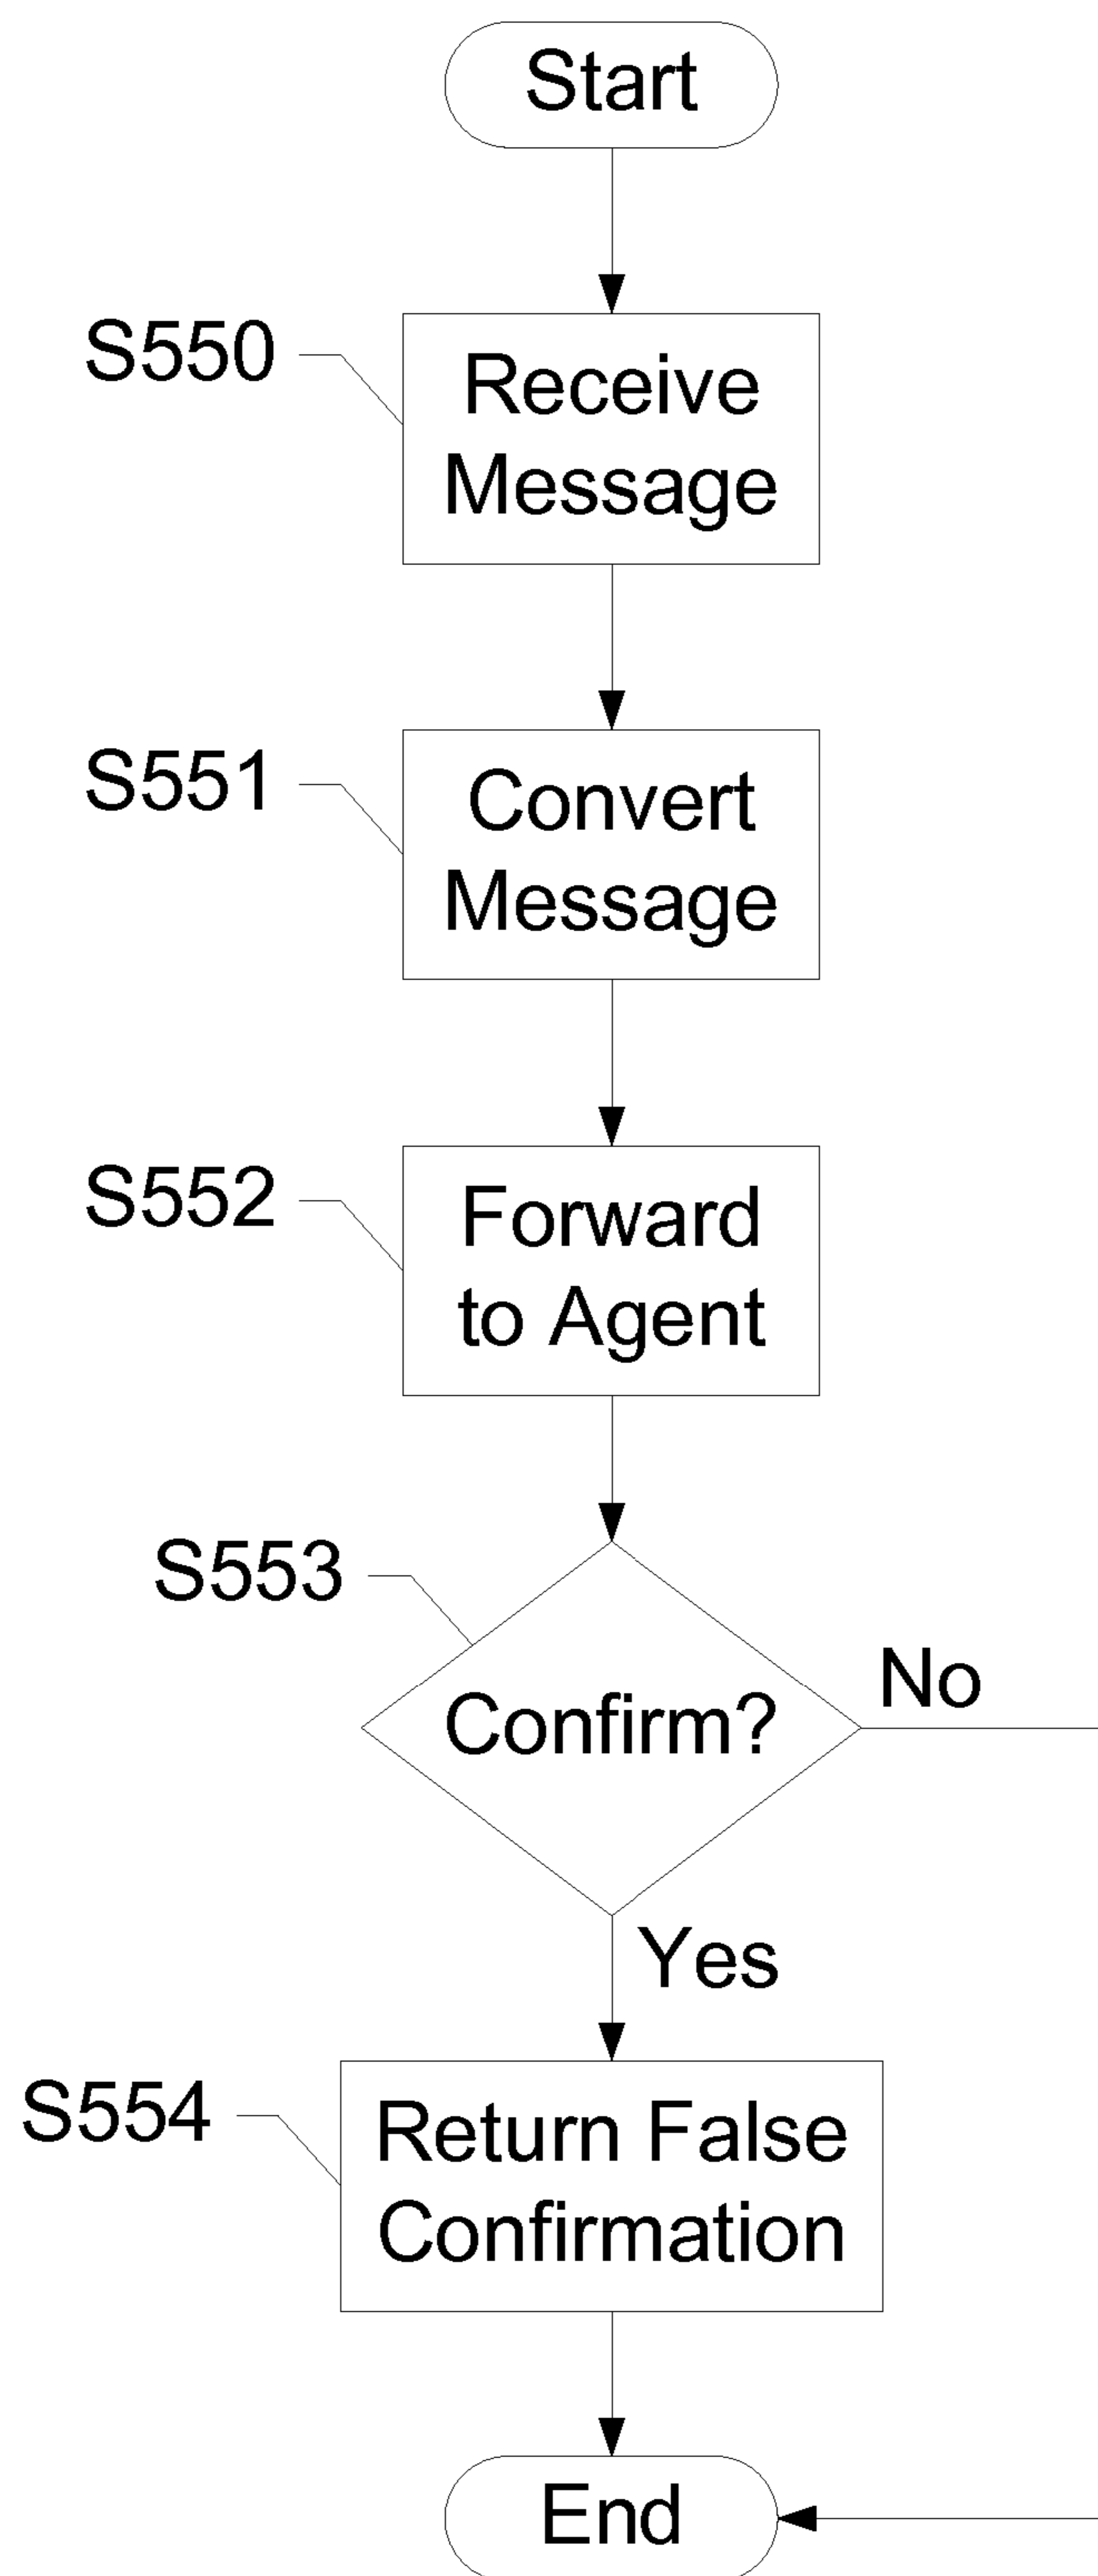 Start
S550
Receive
Message
S551
Convert
Message
S552
Forward
to Agent
S553
Confirm?
No
Yes
S554
Return False
Confirmation
End